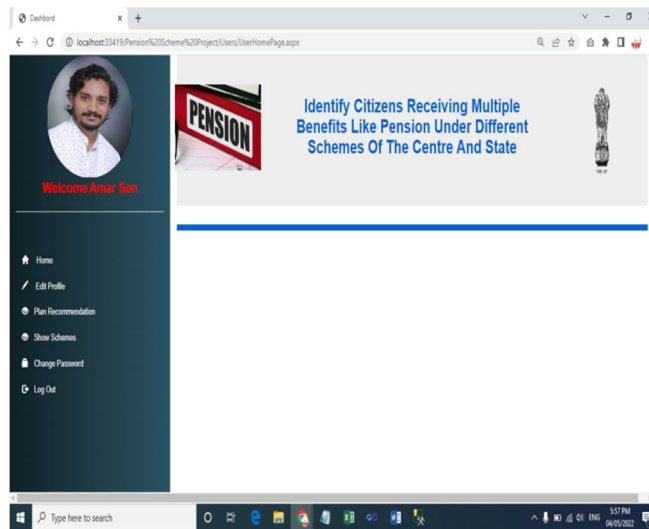 Dashbord
localhost:33419/Pension%20Scheme%20Project/Users/UserHomePage.aspx
PENSION
Identify Citizens Receiving Multiple
Benefits Like Pension Under Different
Schemes Of The Centre And State
Welcome Amar Sen
Home
Edit Profile
Plan Recommendation
Show Schemes
Change Password
Log Out
Type here to search
ENG
5:57 PM
04/05/2022